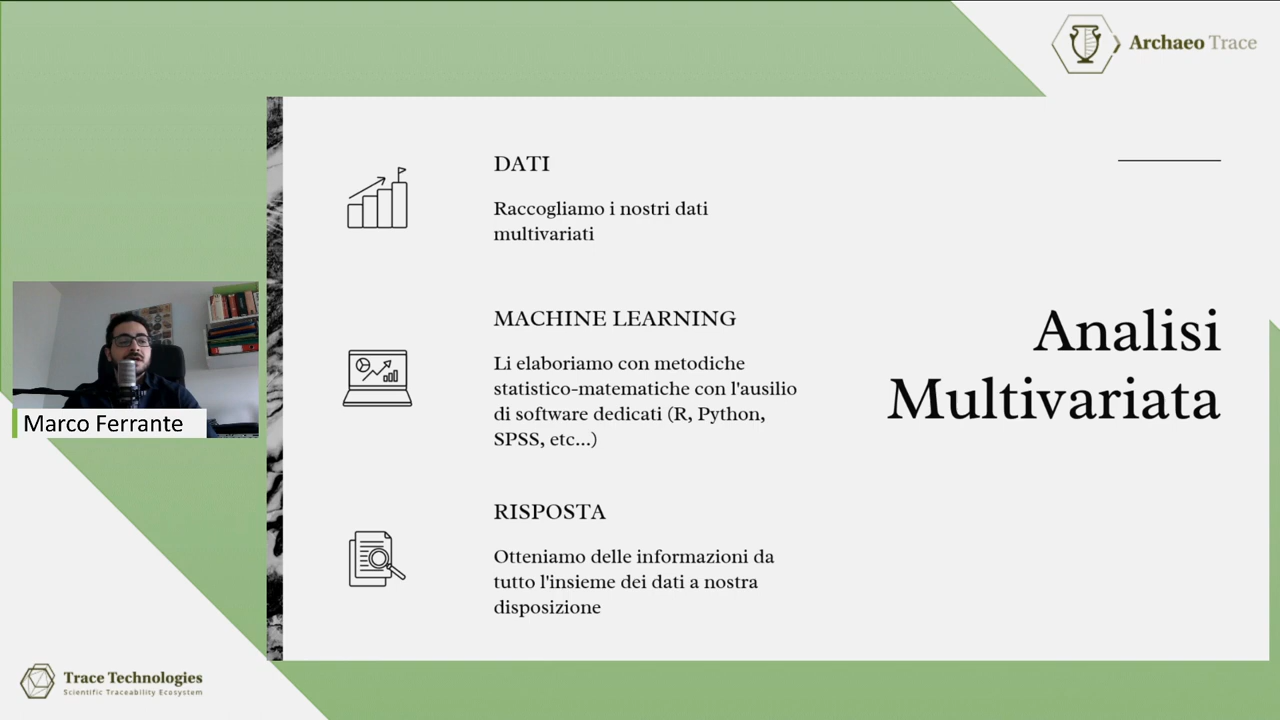 Archaeo Trace
DATI
Raccogliamo i nostri dati
multivariati
MACHINE LEARNING
Li elaboriamo con metodiche
statistico-matematiche con l'ausilio
di software dedicati (R, Python,
SPSS, etc...)
RISPOSTA
Otteniamo delle informazioni da
tutto l'insieme dei dati a nostra
disposizione
Analisi
Multivariata
Marco Ferrante
Trace Technologies
Scientific Traceability Ecosystem